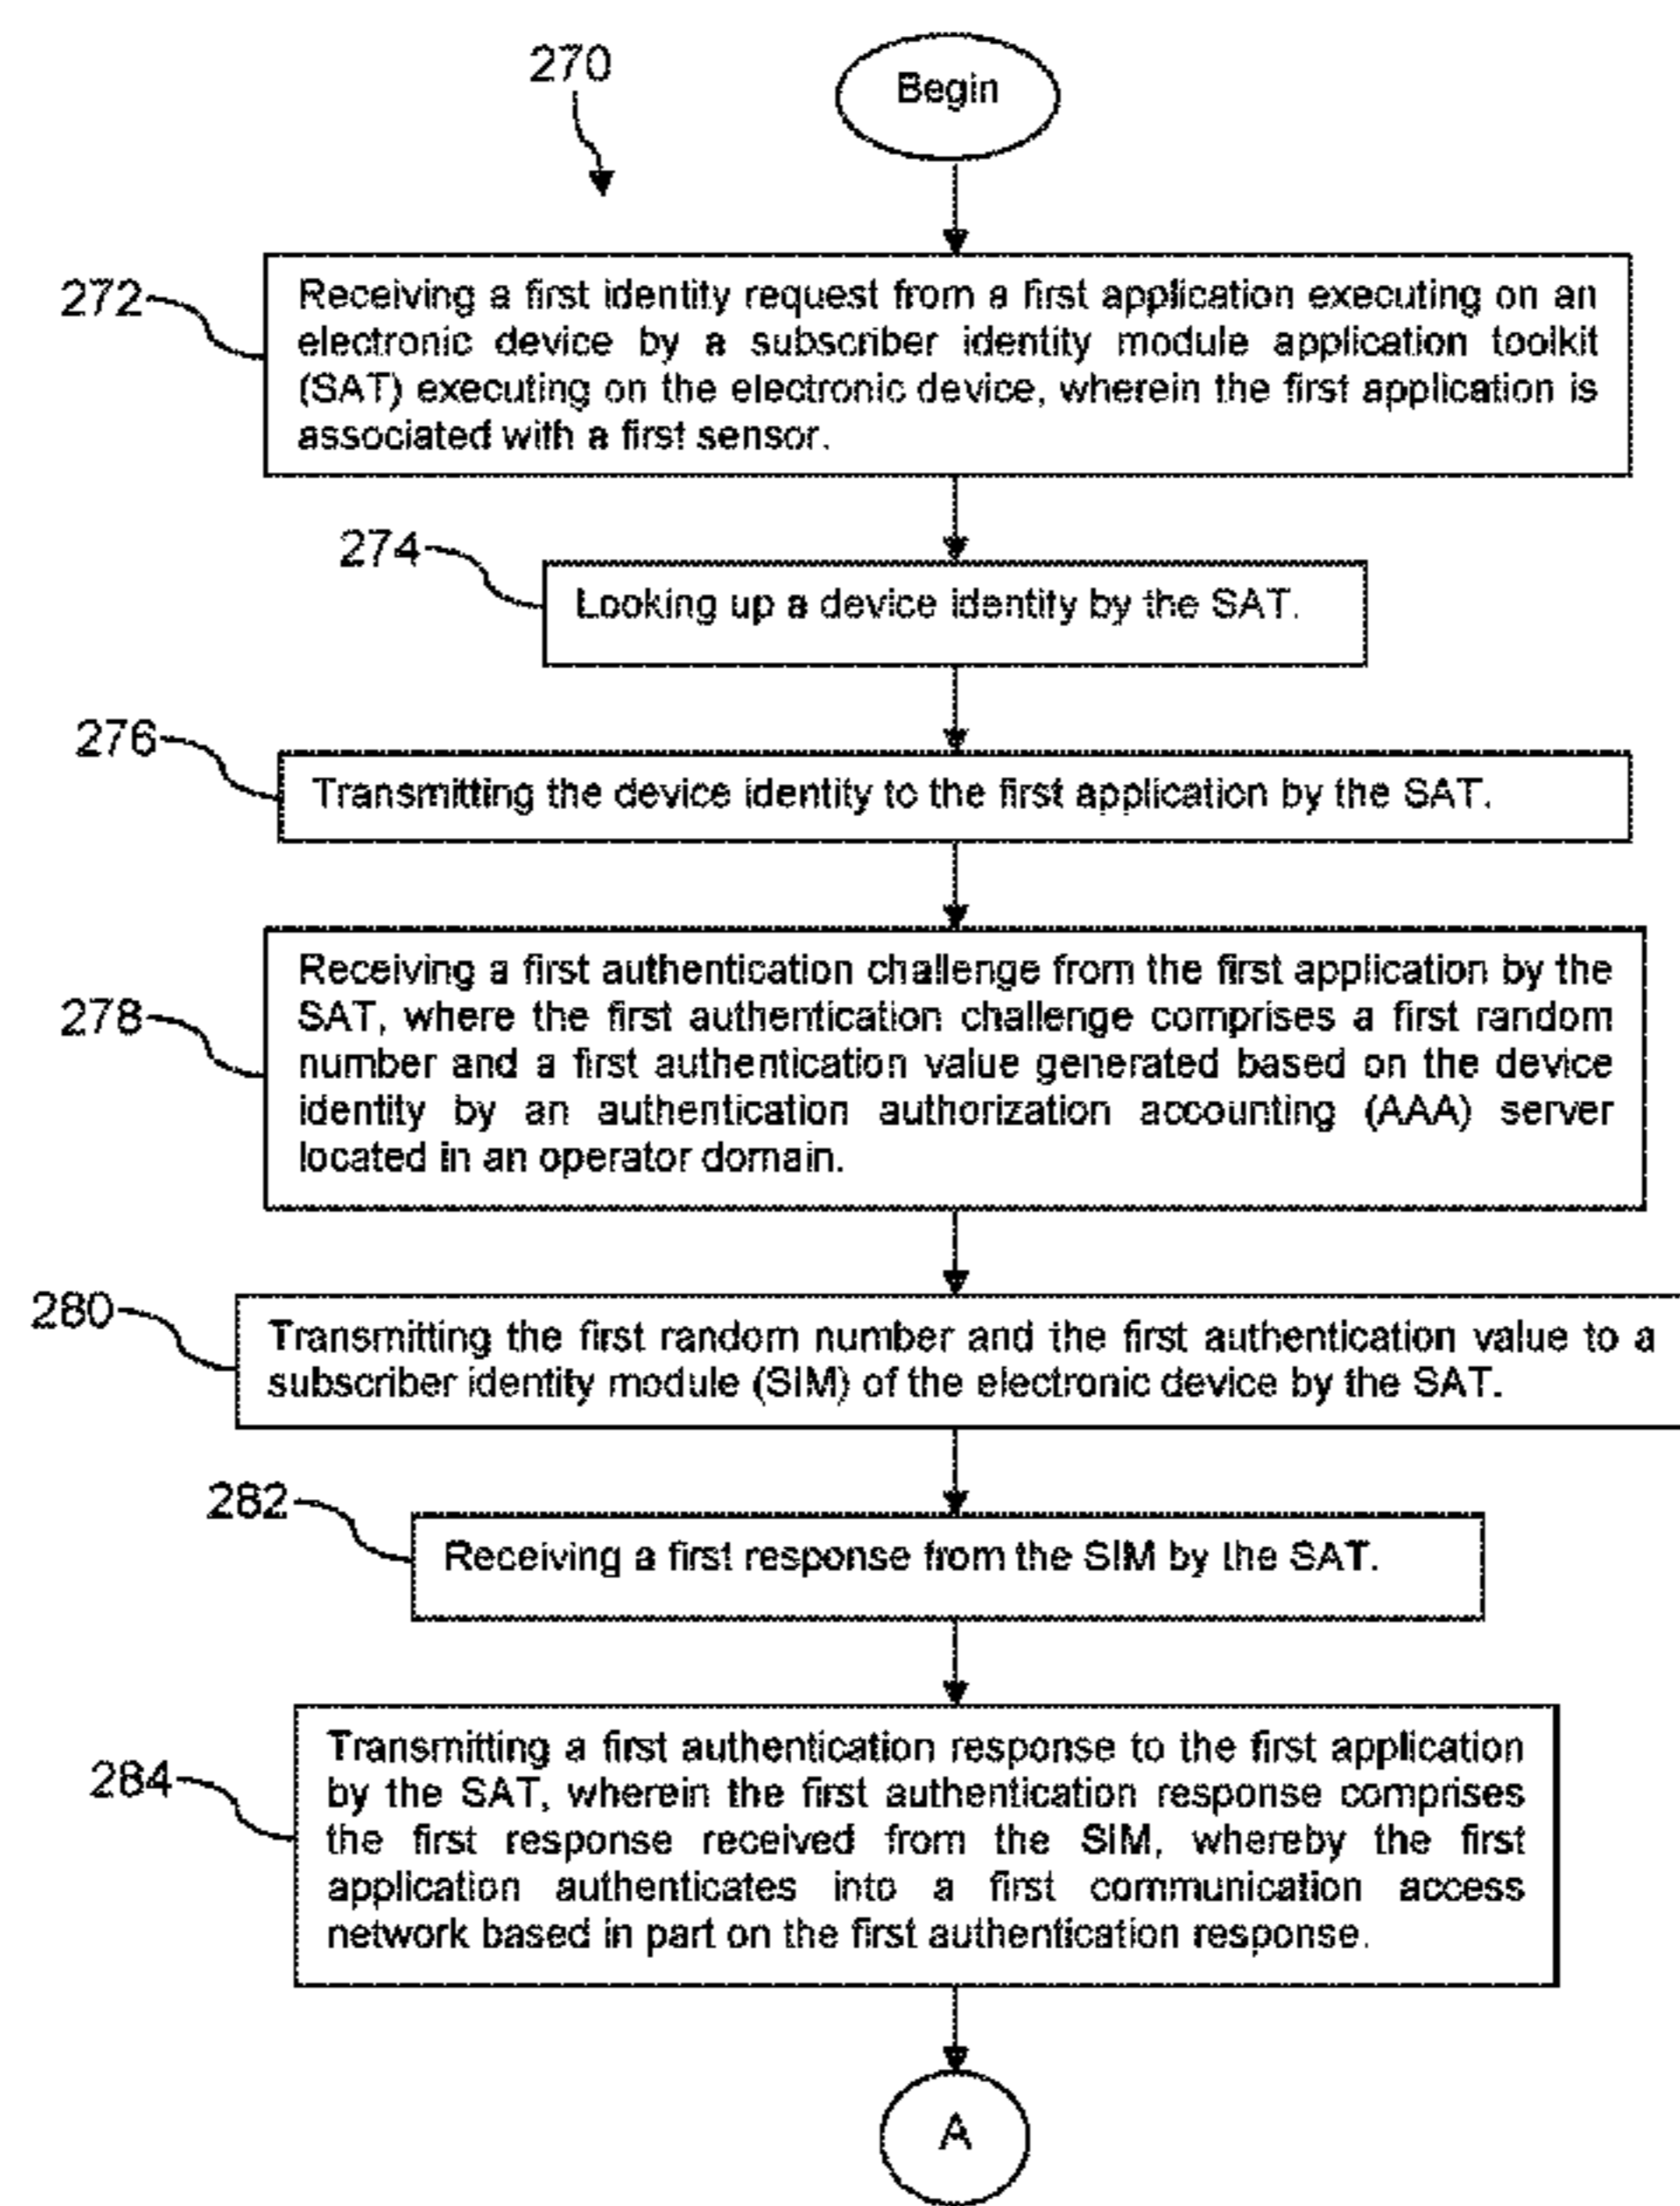 270
Begin
272
Receiving a first identity request from a first application executing on an
electronic device by a subscriber identity module application toolkit
(SAT) executing on the electronic device, wherein the first application is
associated with a first sensor.
274
Looking up a device identity by the SAT.
276
Transmitting the device identity to the first application by the SAT.
278
Receiving a first authentication challenge from the first application by the
SAT, where the first authentication challenge comprises a first random
number and a first authentication value generated based on the device
identity by an authentication authorization accounting (AAA) server
located in an operator domain.
280
Transmitting the first random number and the first authentication value to a
subscriber identity module (SIM) of the electronic device by the SAT.
282
Receiving a first response from the SIM by the SAT.
284
Transmitting a first authentication response to the first application
by the SAT, wherein the first authentication response comprises
the first response received from the SIM, whereby the first
application authenticates into a first communication access
network based in part on the first authentication response.
A